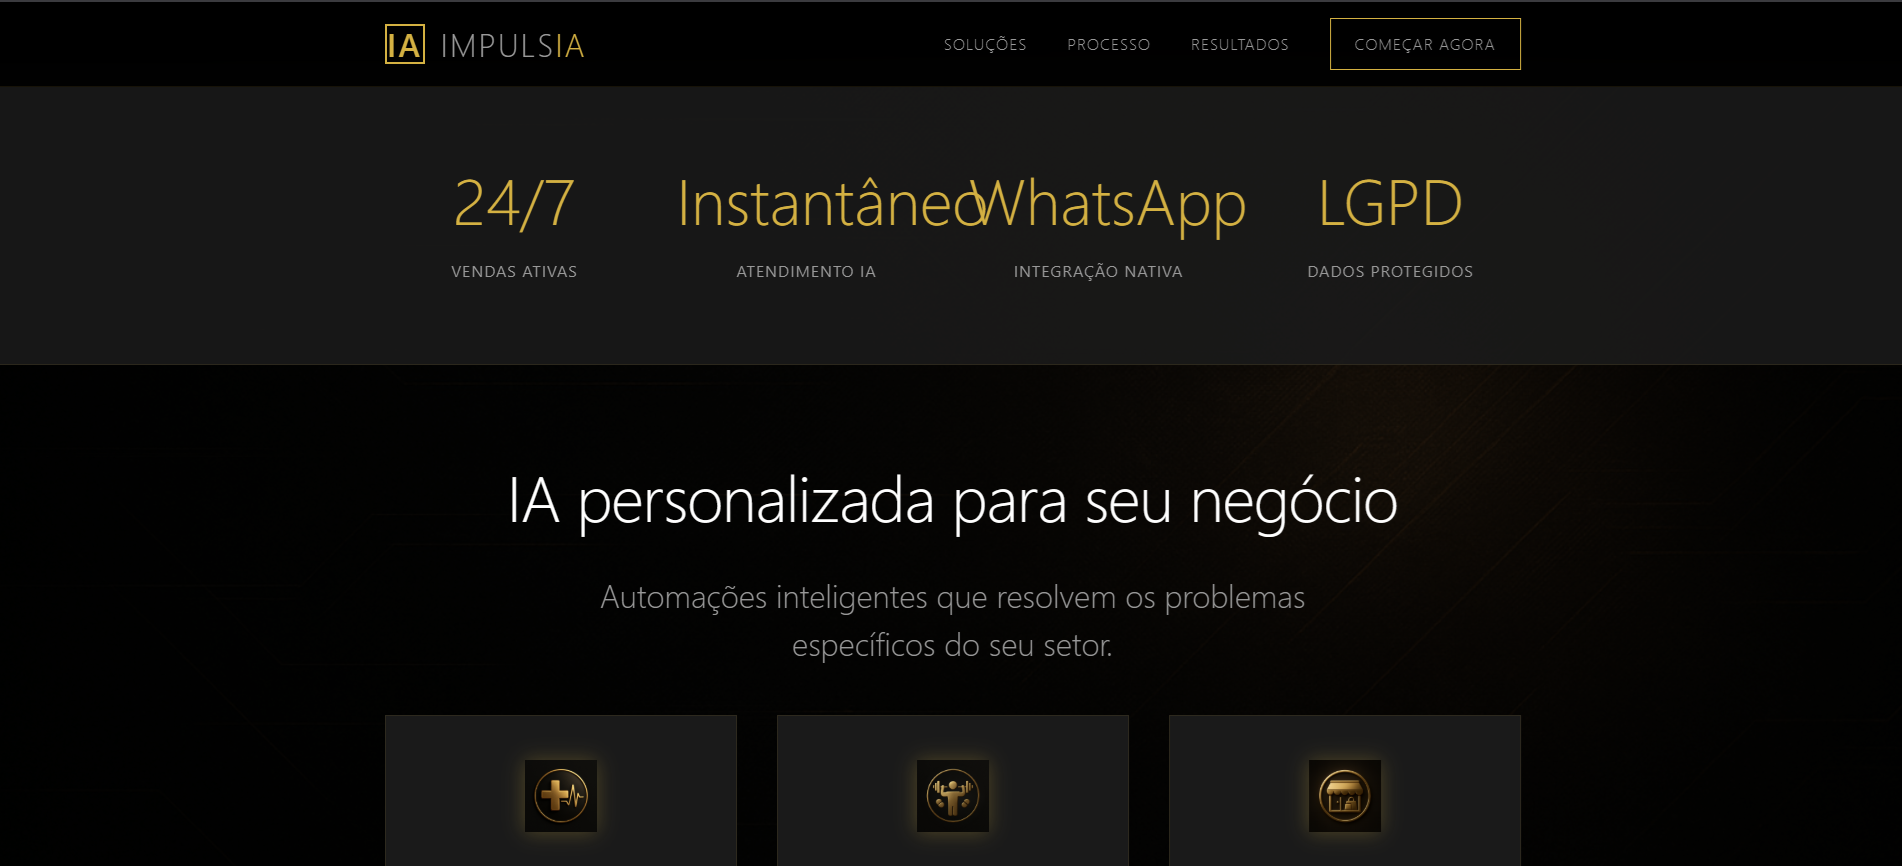 IA IMPULSIA
SOLUÇÕES PROCESSO RESULTADOS COMEÇAR AGORA
24/7 Instantâneo WhatsApp LGPD
VENDAS ATIVAS ATENDIMENTO IA INTEGRAÇÃO NATIVA DADOS PROTEGIDOS
IA personalizada para seu negócio
Automações inteligentes que resolvem os problemas
específicos do seu setor.